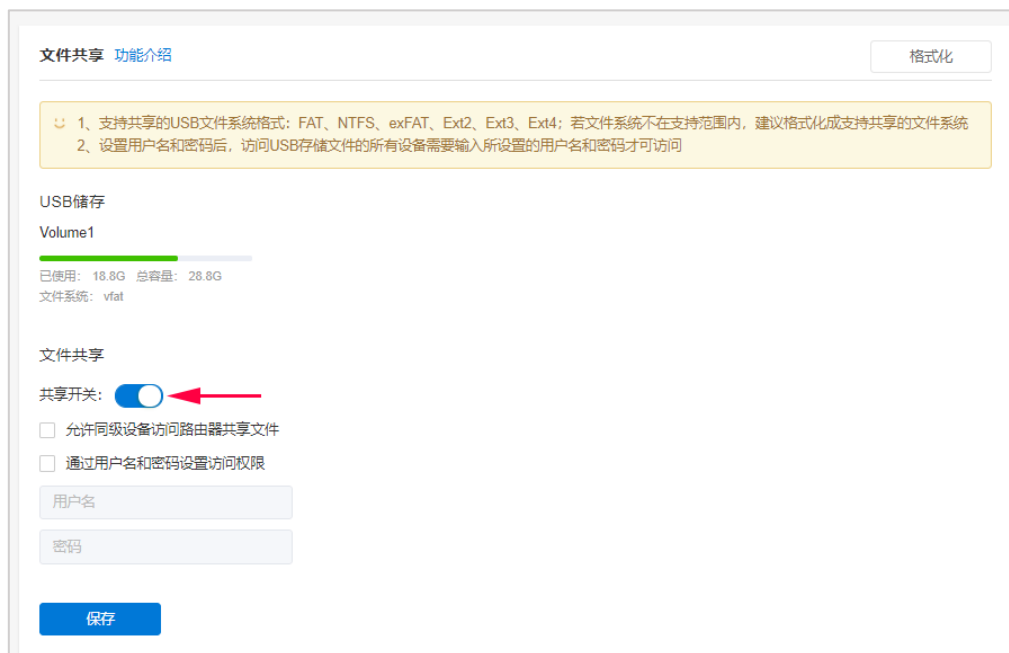 文件共享 功能介绍
格式化
1、支持共享的USB文件系统格式：FAT、NTFS、exFAT、Ext2、Ext3、Ext4；若文件系统不在支持范围内，建议格式化成支持共享的文件系统
2、设置用户名和密码后，访问USB存储文件的所有设备需要输入所设置的用户名和密码才可访问
USB储存
Volume1
已使用： 18.8G 总容量： 28.8G
文件系统： vfat
文件共享
共享开关：
允许同级设备访问路由器共享文件
通过用户名和密码设置访问权限
用户名
密码
保存